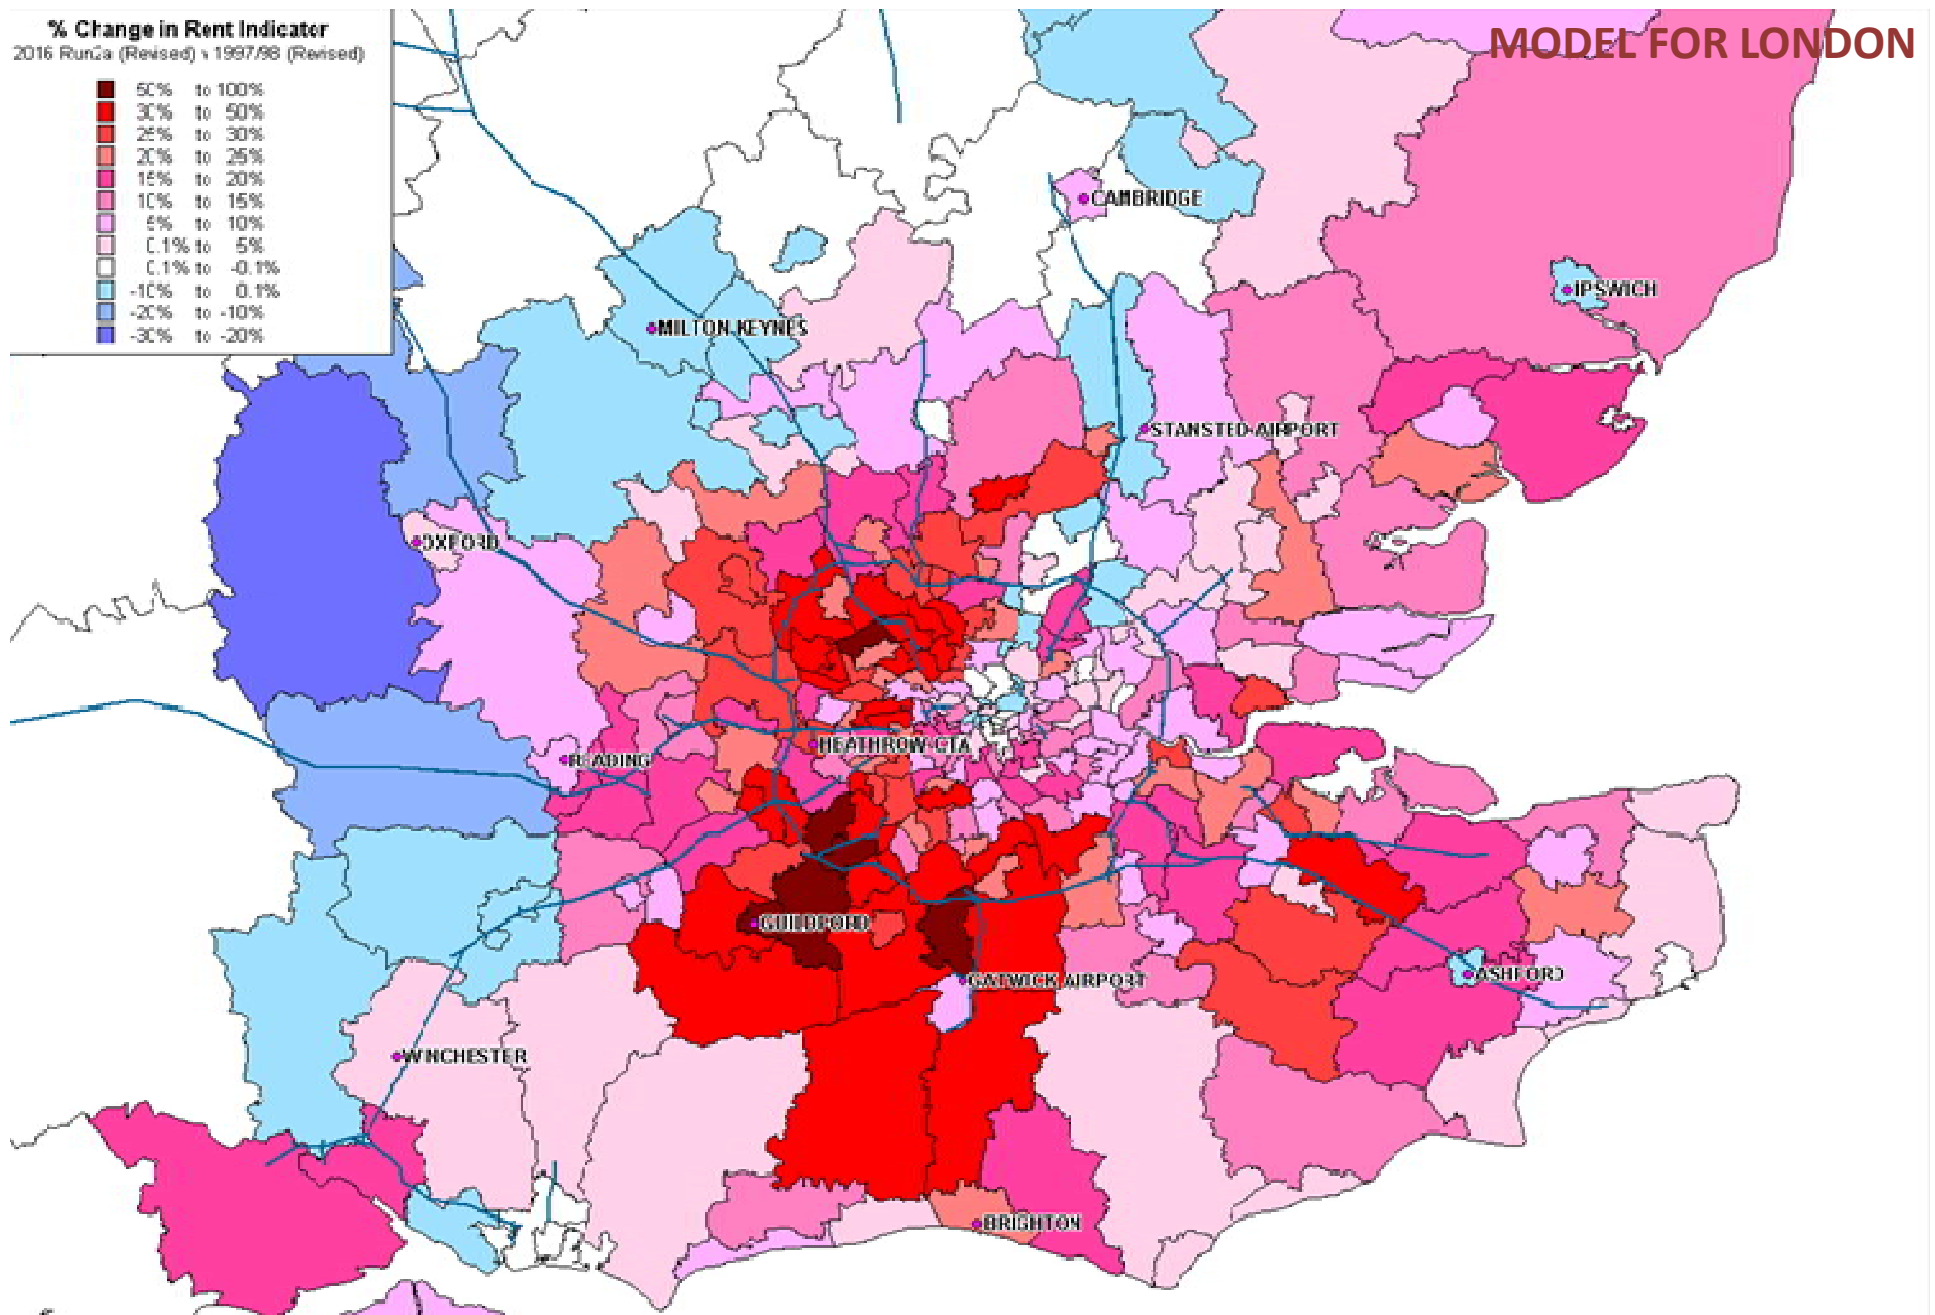 % Change in Rent Indicator
2016 Run2a (Revised) v 1997/98 (Revised)
50% to 100%
30% to 50%
25% to 30%
20% to 25%
15% to 20%
10% to 15%
5% to 10%
0.1% to 5%
0.1% to -0.1%
-10% to 0.1%
-20% to -10%
-30% to -20%
MODEL FOR LONDON
CAMBRIDGE
IPSWICH
MILTON KEYNES
STANSTED AIRPORT
OXFORD
HEATHROW CTA
READING
GUILDFORD
GATWICK AIRPORT
ASHFORD
WINCHESTER
BRIGHTON